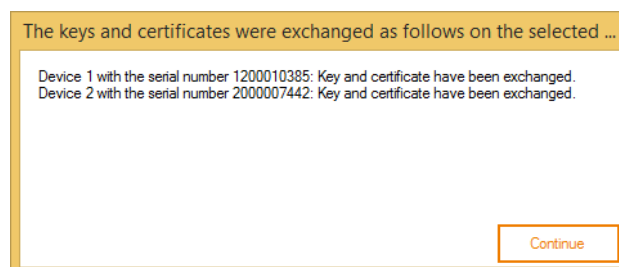 The keys and certificates were exchanged as follows on the selected ...
Device 1 with the serial number 1200010385: Key and certificate have been exchanged.
Device 2 with the serial number 2000007442: Key and certificate have been exchanged.
Continue